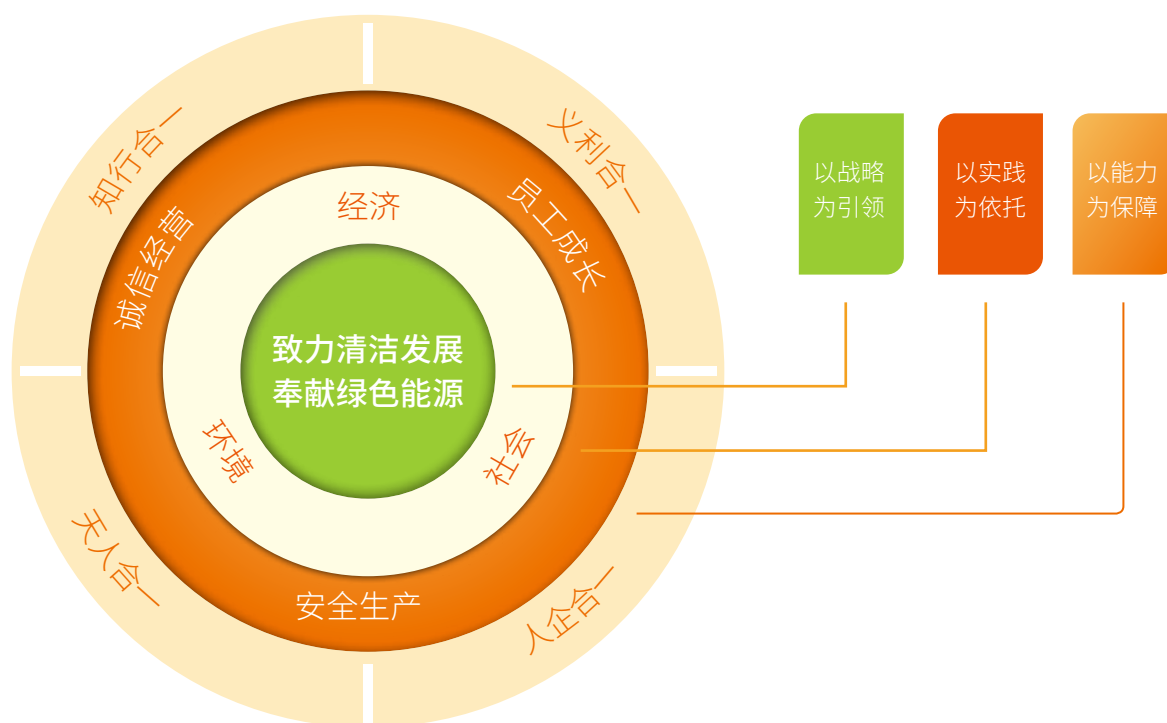 知行合一
义利合一
诚信经营
员工成长
经济
致力清洁发展
奉献绿色能源
环境
社会
安全生产
天人合一
人企合一
以战略
为引领
以实践
为依托
以能力
为保障